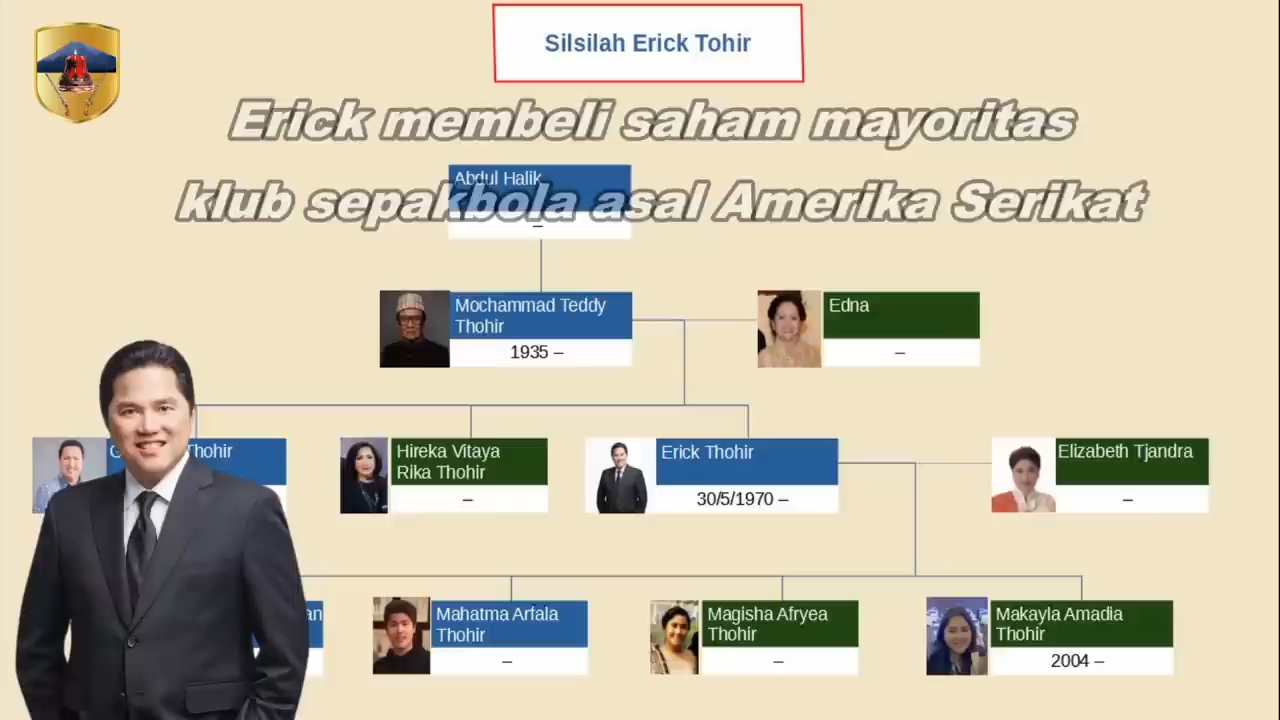 Silsilah Erick Tohir
Erick membeli saham mayoritas
Abdul Halik
klub sepakbola asal Amerika Serikat
–
Mochammad Teddy
Thohir
1935 –
Edna
–
Thohir
Hireka Vitaya
Rika Thohir
–
Erick Thohir
30/5/1970 –
Elizabeth Tjandra
–
Mahatma Arfala
Thohir
–
Magisha Afryea
Thohir
–
Makayla Amadia
Thohir
2004 –